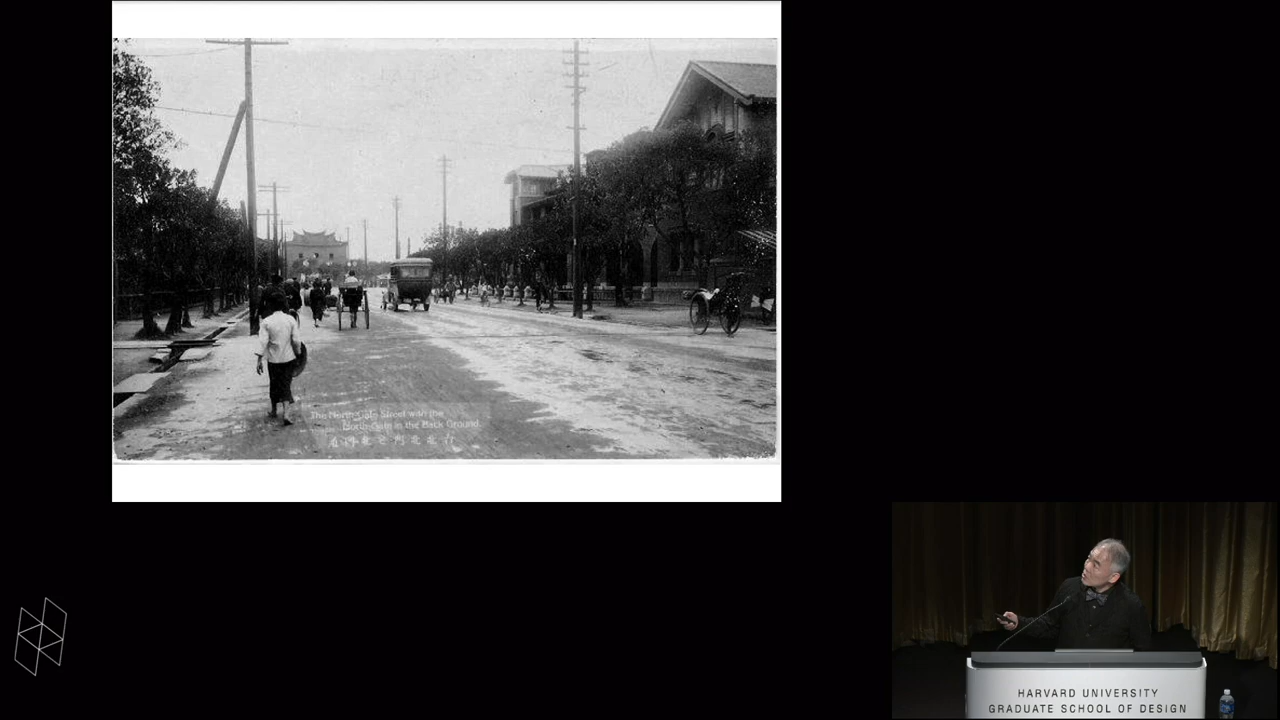 The North Gate Street with the
North Gate in the Back Ground.
HARVARD UNIVERSITY
GRADUATE SCHOOL OF DESIGN